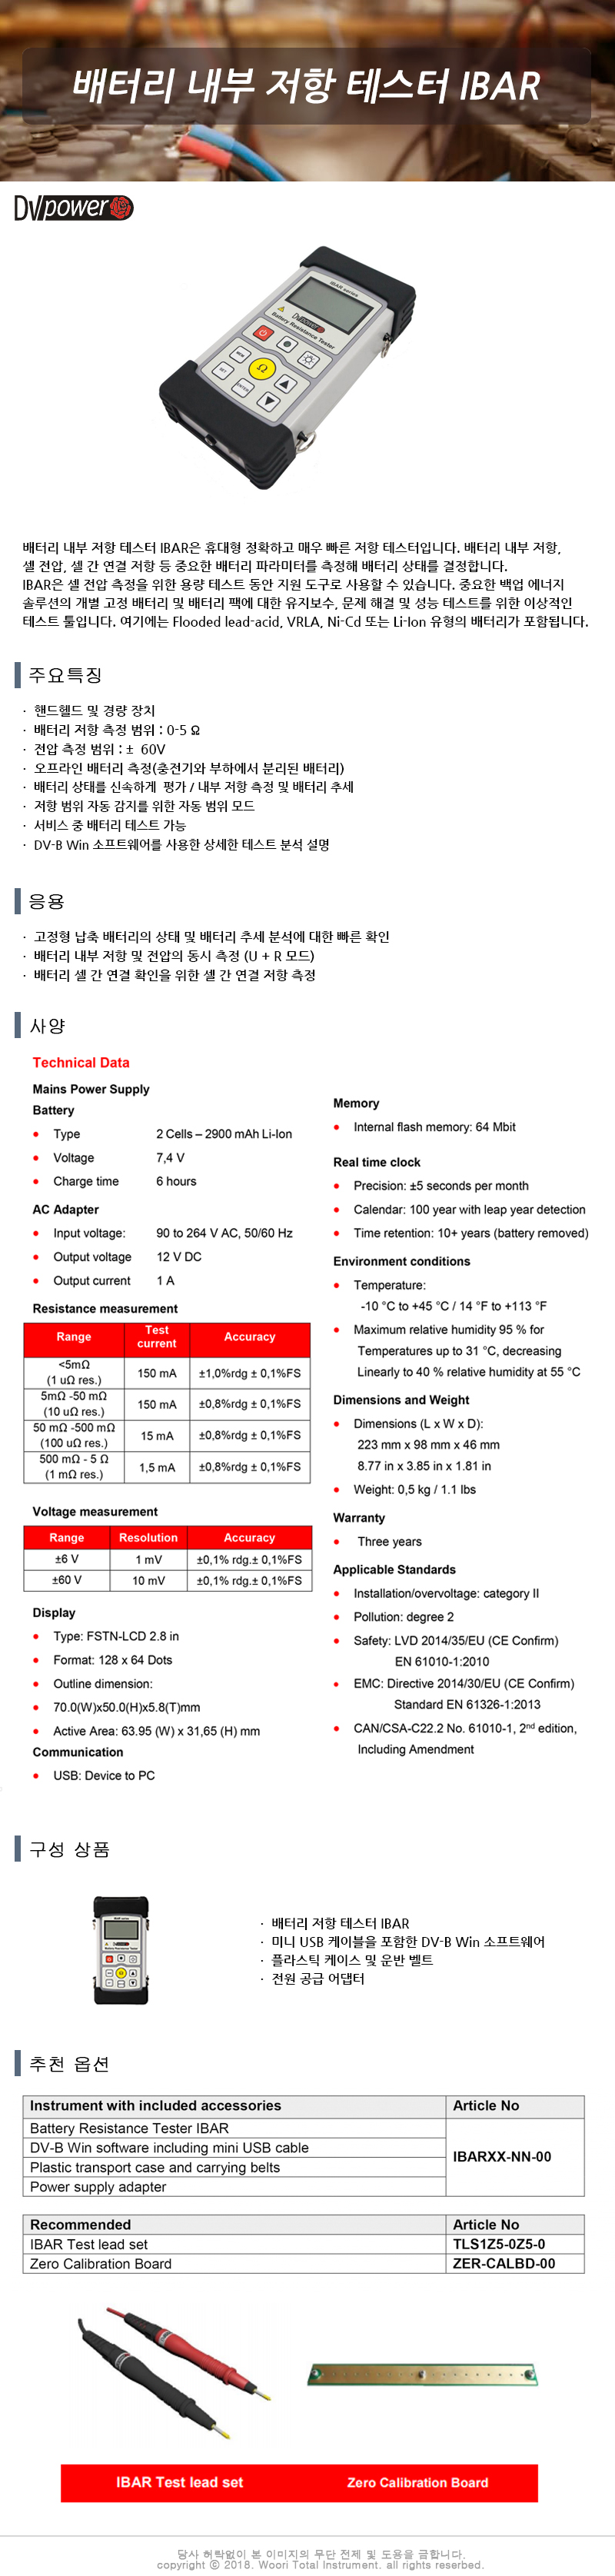 배터리 내부 저항 테스터 IBAR
DV power
IBAR series
DV power
Battery Resistance Tester
MEM
SET
Ω
ENTER
배터리 내부 저항 테스터 IBAR은 휴대형 정확하고 매우 빠른 저항 테스터입니다. 배터리 내부 저항,
셀 전압, 셀 간 연결 저항 등 중요한 배터리 파라미터를 측정해 배터리 상태를 결정합니다.
IBAR은 셀 전압 측정을 위한 용량 테스트 동안 지원 도구로 사용할 수 있습니다. 중요한 백업 에너지
솔루션의 개별 고정 배터리 및 배터리 팩에 대한 유지보수, 문제 해결 및 성능 테스트를 위한 이상적인
테스트 툴입니다. 여기에는 Flooded lead-acid, VRLA, Ni-Cd 또는 Li-Ion 유형의 배터리가 포함됩니다.
주요특징
· 핸드헬드 및 경량 장치
· 배터리 저항 측정 범위 : 0-5 Ω
· 전압 측정 범위 : ± 60V
· 오프라인 배터리 측정(충전기와 부하에서 분리된 배터리)
· 배터리 상태를 신속하게 평가 / 내부 저항 측정 및 배터리 추세
· 저항 범위 자동 감지를 위한 자동 범위 모드
· 서비스 중 배터리 테스트 가능
· DV-B Win 소프트웨어를 사용한 상세한 테스트 분석 설명
응용
· 고정형 납축 배터리의 상태 및 배터리 추세 분석에 대한 빠른 확인
· 배터리 내부 저항 및 전압의 동시 측정 (U + R 모드)
· 배터리 셀 간 연결 확인을 위한 셀 간 연결 저항 측정
사양
Technical Data
Mains Power Supply
Battery
• Type 2 Cells – 2900 mAh Li-Ion
• Voltage 7,4 V
• Charge time 6 hours
AC Adapter
• Input voltage: 90 to 264 V AC, 50/60 Hz
• Output voltage 12 V DC
• Output current 1 A
Resistance measurement
Range Test current Accuracy
<5mΩ (1 uΩ res.) 150 mA ±1,0%rdg ± 0,1%FS
5mΩ -50 mΩ (10 uΩ res.) 150 mA ±0,8%rdg ± 0,1%FS
50 mΩ -500 mΩ (100 uΩ res.) 15 mA ±0,8%rdg ± 0,1%FS
500 mΩ - 5 Ω (1 mΩ res.) 1,5 mA ±0,8%rdg ± 0,1%FS
Voltage measurement
Range Resolution Accuracy
±6 V 1 mV ±0,1% rdg.± 0,1%FS
±60 V 10 mV ±0,1% rdg.± 0,1%FS
Display
• Type: FSTN-LCD 2.8 in
• Format: 128 x 64 Dots
• Outline dimension:
• 70.0(W)x50.0(H)x5.8(T)mm
• Active Area: 63.95 (W) x 31,65 (H) mm
Communication
• USB: Device to PC
Memory
• Internal flash memory: 64 Mbit
Real time clock
• Precision: ±5 seconds per month
• Calendar: 100 year with leap year detection
• Time retention: 10+ years (battery removed)
Environment conditions
• Temperature:
-10 °C to +45 °C / 14 °F to +113 °F
• Maximum relative humidity 95 % for
Temperatures up to 31 °C, decreasing
Linearly to 40 % relative humidity at 55 °C
Dimensions and Weight
• Dimensions (L x W x D):
223 mm x 98 mm x 46 mm
8.77 in x 3.85 in x 1.81 in
• Weight: 0,5 kg / 1.1 lbs
Warranty
• Three years
Applicable Standards
• Installation/overvoltage: category II
• Pollution: degree 2
• Safety: LVD 2014/35/EU (CE Confirm)
EN 61010-1:2010
• EMC: Directive 2014/30/EU (CE Confirm)
Standard EN 61326-1:2013
• CAN/CSA-C22.2 No. 61010-1, 2nd edition,
Including Amendment
구성 상품
· 배터리 저항 테스터 IBAR
· 미니 USB 케이블을 포함한 DV-B Win 소프트웨어
· 플라스틱 케이스 및 운반 벨트
· 전원 공급 어댑터
추천 옵션
Instrument with included accessories Article No
Battery Resistance Tester IBAR
DV-B Win software including mini USB cable
Plastic transport case and carrying belts
Power supply adapter
IBARXX-NN-00
Recommended Article No
IBAR Test lead set TLS1Z5-0Z5-0
Zero Calibration Board ZER-CALBD-00
IBAR Test lead set
Zero Calibration Board
당사 허락없이 본 이미지의 무단 전제 및 도용을 금합니다.
copyright ⓒ 2018. Woori Total Instrument. all rights reserbed.